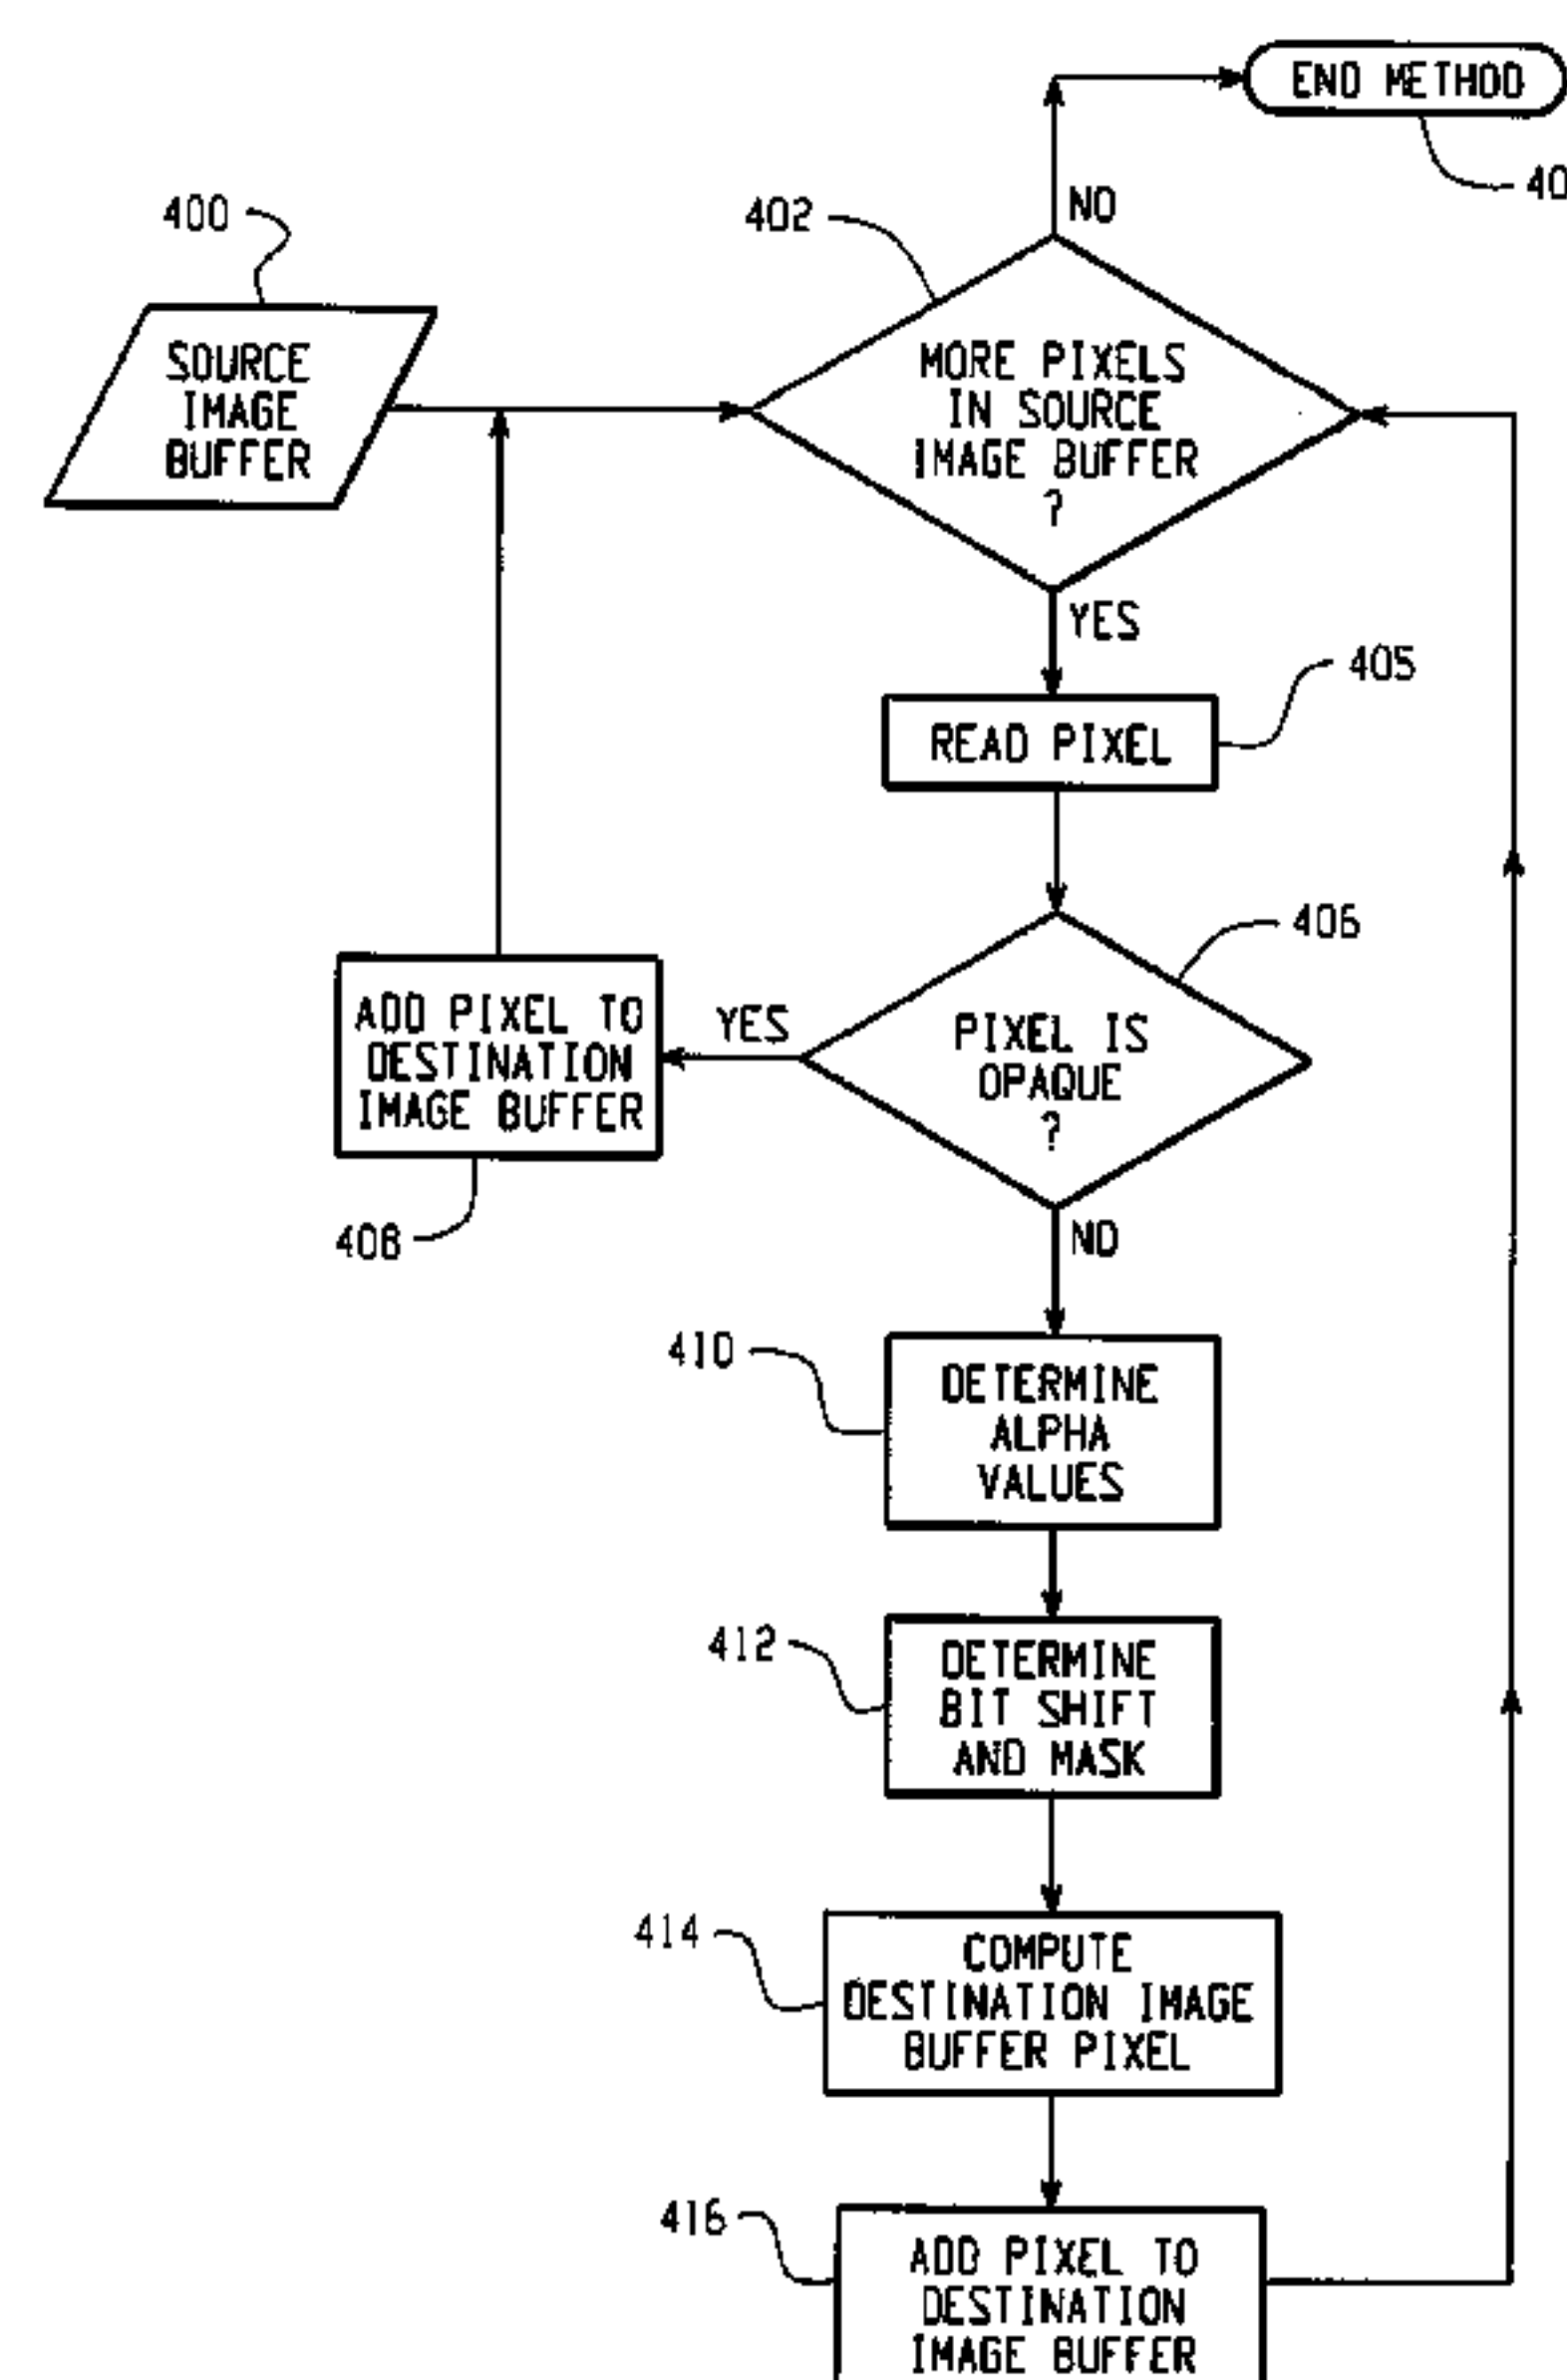 END METHOD
40
400
402
NO
SOURCE
IMAGE
BUFFER
MORE PIXELS
IN SOURCE
IMAGE BUFFER
?
YES
405
READ PIXEL
406
ADD PIXEL TO
DESTINATION
IMAGE BUFFER
YES
PIXEL IS
OPAQUE
?
408
NO
410
DETERMINE
ALPHA
VALUES
412
DETERMINE
BIT SHIFT
AND MASK
414
COMPUTE
DESTINATION IMAGE
BUFFER PIXEL
416
ADD PIXEL TO
DESTINATION
IMAGE BUFFER